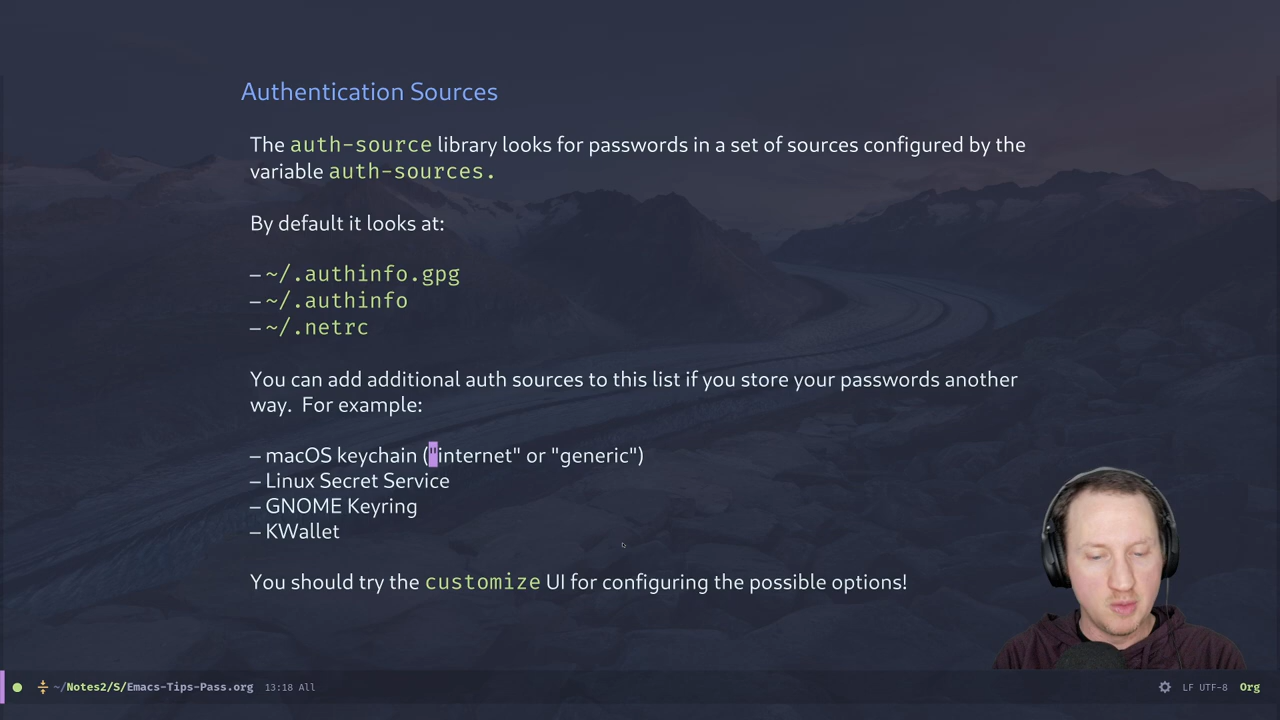 Authentication Sources
The auth-source library looks for passwords in a set of sources configured by the
variable auth-sources.
By default it looks at:
– ~/.authinfo.gpg
– ~/.authinfo
– ~/.netrc
You can add additional auth sources to this list if you store your passwords another
way.  For example:
– macOS keychain ("internet" or "generic")
– Linux Secret Service
– GNOME Keyring
– KWallet
You should try the customize UI for configuring the possible options!
~/Notes2/S/Emacs-Tips-Pass.org 13:18 All LF UTF-8 Org